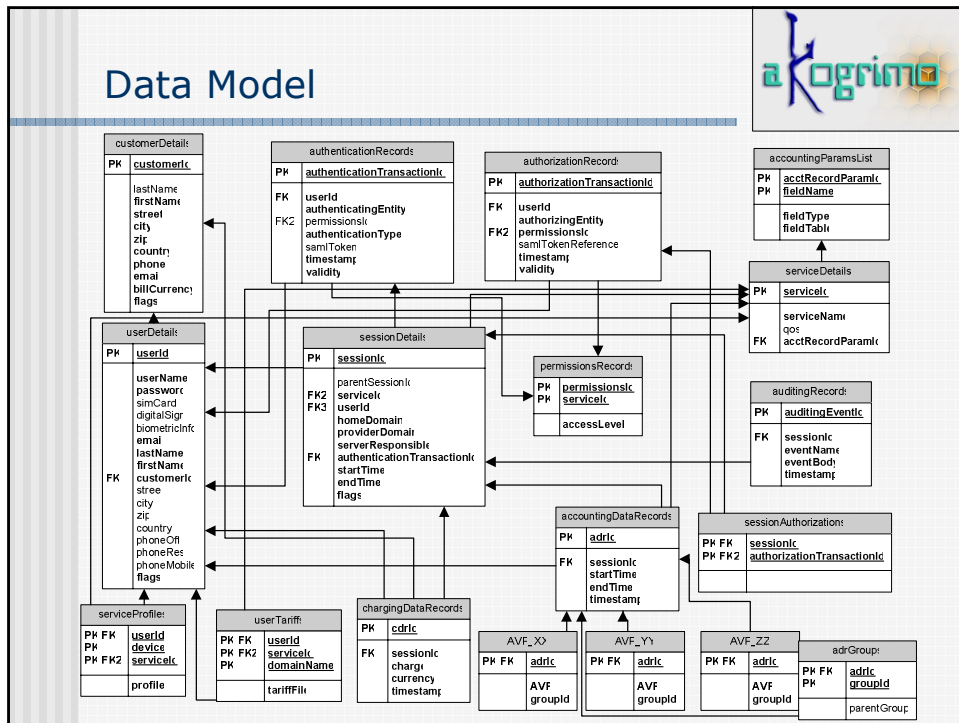 Data Model
akogrimo
customerDetails
PK customerId
lastName
firstName
street
city
zip
country
phone
email
billCurrency
flags
authenticationRecords
PK authenticationTransactionId
FK userId
authenticatingEntity
FK2 permissionsId
authenticationType
samlToken
timestamp
validity
authorizationRecords
PK authorizationTransactionId
FK userId
authorizingEntity
FK2 permissionsId
samlTokenReference
timestamp
validity
accountingParamsList
PK acctRecordParamId
PK fieldName
fieldType
fieldTable
serviceDetails
PK serviceId
serviceName
qos
FK acctRecordParamId
userDetails
PK userId
userName
password
simCard
digitalSign
biometricInfo
email
lastName
firstName
FK customerId
street
city
zip
country
phoneOff
phoneRes
phoneMobile
flags
sessionDetails
PK sessionId
parentSessionId
FK2 serviceId
FK3 userId
homeDomain
providerDomain
serverResponsible
FK authenticationTransactionId
startTime
endTime
flags
permissionsRecords
PK permissionsId
PK serviceId
accessLevel
auditingRecords
PK auditingEventId
FK sessionId
eventName
eventBody
timestamp
accountingDataRecords
PK adrId
FK sessionId
startTime
endTime
timestamp
sessionAuthorizations
PK FK sessionId
PK FK2 authorizationTransactionId
serviceProfiles
PK FK userId
PK device
PK FK2 serviceId
profile
userTariffs
PK FK userId
PK FK2 serviceId
PK domainName
tariffFile
chargingDataRecords
PK cdrId
FK sessionId
charge
currency
timestamp
AVP_XX
PK FK adrId
AVP
groupId
AVP_YY
PK FK adrId
AVP
groupId
AVP_ZZ
PK FK adrId
AVP
groupId
adrGroups
PK FK adrId
PK groupId
parentGroup